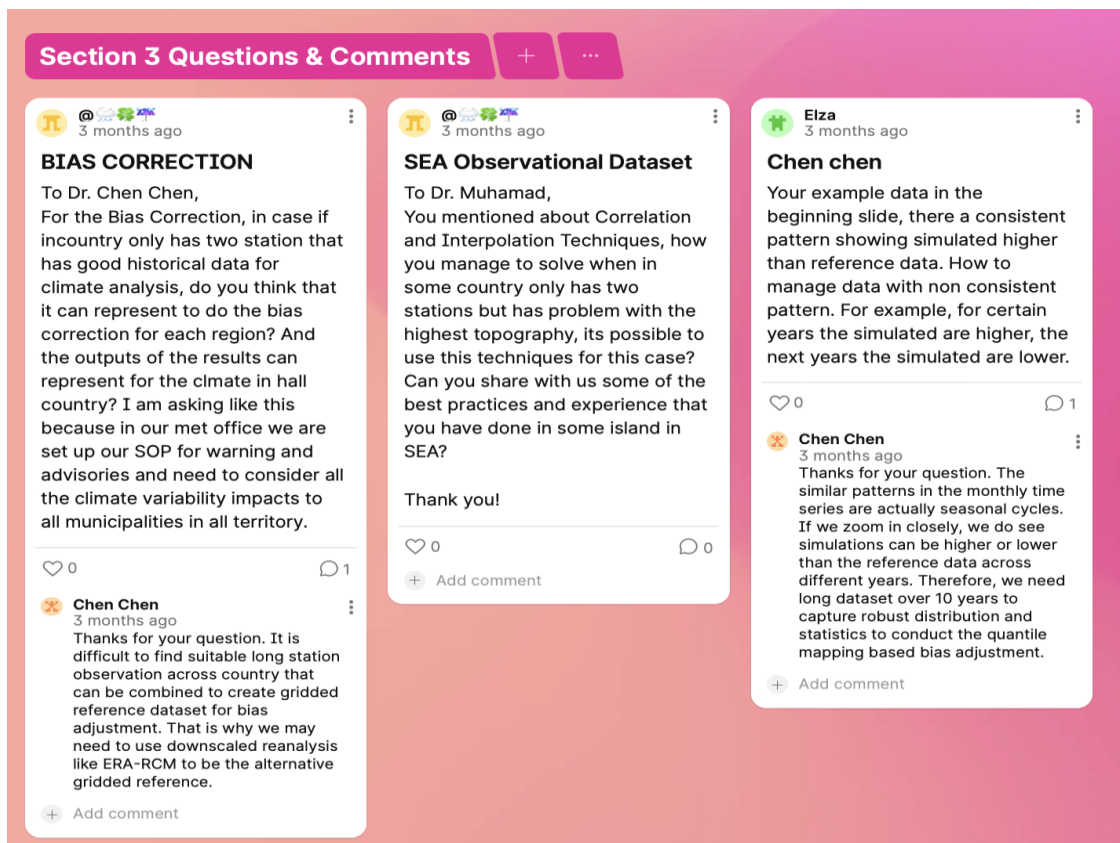 Section 3 Questions & Comments
@🌧️🍀☔
3 months ago
BIAS CORRECTION
To Dr. Chen Chen,
For the Bias Correction, in case if
incountry only has two station that
has good historical data for
climate analysis, do you think that
it can represent to do the bias
correction for each region? And
the outputs of the results can
represent for the clmate in hall
country? I am asking like this
because in our met office we are
set up our SOP for warning and
advisories and need to consider all
the climate variability impacts to
all municipalities in all territory.
0
1
Chen Chen
3 months ago
Thanks for your question. It is
difficult to find suitable long station
observation across country that
can be combined to create gridded
reference dataset for bias
adjustment. That is why we may
need to use downscaled reanalysis
like ERA-RCM to be the alternative
gridded reference.
Add comment
@🌧️🍀☔
3 months ago
SEA Observational Dataset
To Dr. Muhamad,
You mentioned about Correlation
and Interpolation Techniques, how
you manage to solve when in
some country only has two
stations but has problem with the
highest topography, its possible to
use this techniques for this case?
Can you share with us some of the
best practices and experience that
you have done in some island in
SEA?
Thank you!
0
0
Add comment
Elza
3 months ago
Chen chen
Your example data in the
beginning slide, there a consistent
pattern showing simulated higher
than reference data. How to
manage data with non consistent
pattern. For example, for certain
years the simulated are higher, the
next years the simulated are lower.
0
1
Chen Chen
3 months ago
Thanks for your question. The
similar patterns in the monthly time
series are actually seasonal cycles.
If we zoom in closely, we do see
simulations can be higher or lower
than the reference data across
different years. Therefore, we need
long dataset over 10 years to
capture robust distribution and
statistics to conduct the quantile
mapping based bias adjustment.
Add comment